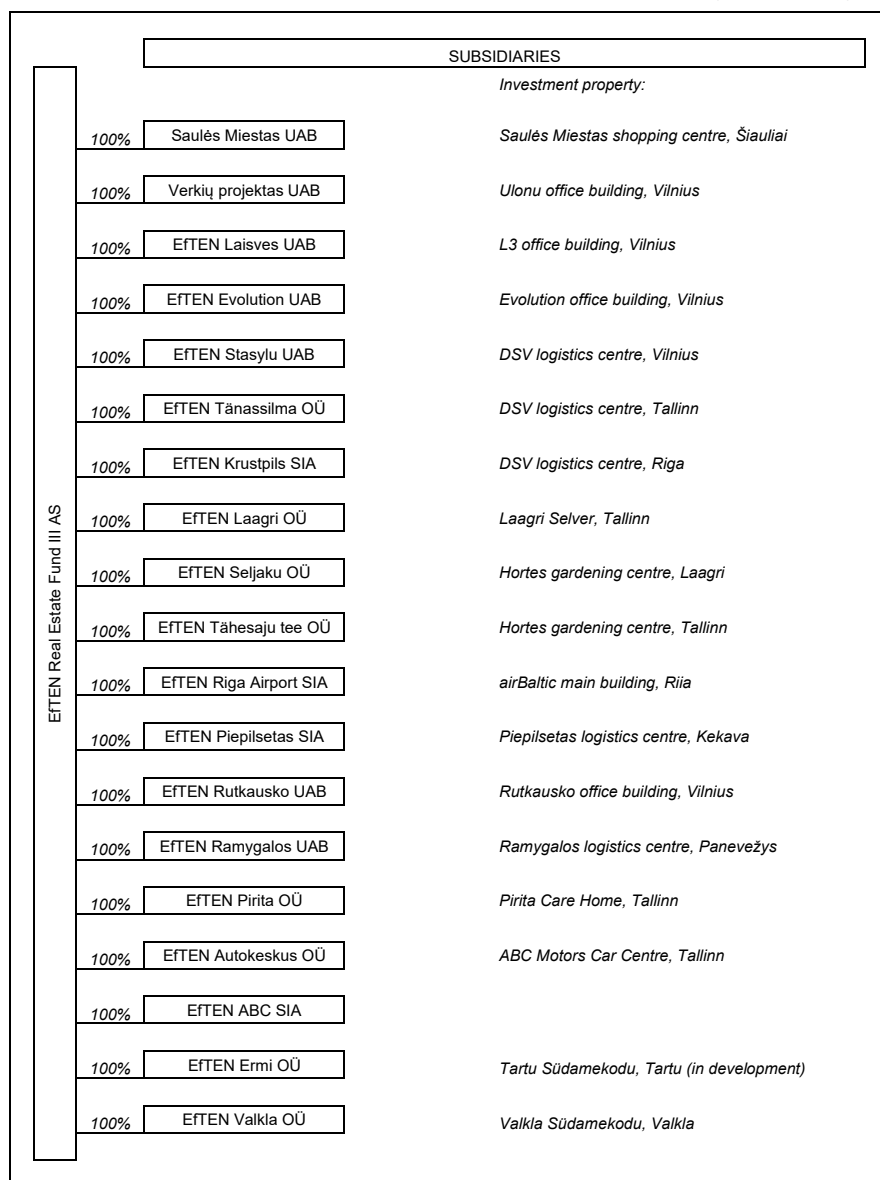 SUBSIDIARIES
Investment property:
EfTEN Real Estate Fund III AS
100% Saulės Miestas UAB Saulės Miestas shopping centre, Šiauliai
100% Verkių projektas UAB Ulonu office building, Vilnius
100% EfTEN Laisves UAB L3 office building, Vilnius
100% EfTEN Evolution UAB Evolution office building, Vilnius
100% EfTEN Stasylu UAB DSV logistics centre, Vilnius
100% EfTEN Tänassilma OÜ DSV logistics centre, Tallinn
100% EfTEN Krustpils SIA DSV logistics centre, Riga
100% EfTEN Laagri OÜ Laagri Selver, Tallinn
100% EfTEN Seljaku OÜ Hortes gardening centre, Laagri
100% EfTEN Tähesaju tee OÜ Hortes gardening centre, Tallinn
100% EfTEN Riga Airport SIA airBaltic main building, Riia
100% EfTEN Piepilsetas SIA Piepilsetas logistics centre, Kekava
100% EfTEN Rutkausko UAB Rutkausko office building, Vilnius
100% EfTEN Ramygalos UAB Ramygalos logistics centre, Panevežys
100% EfTEN Pirita OÜ Pirita Care Home, Tallinn
100% EfTEN Autokeskus OÜ ABC Motors Car Centre, Tallinn
100% EfTEN ABC SIA
100% EfTEN Ermi OÜ Tartu Südamekodu, Tartu (in development)
100% EfTEN Valkla OÜ Valkla Südamekodu, Valkla